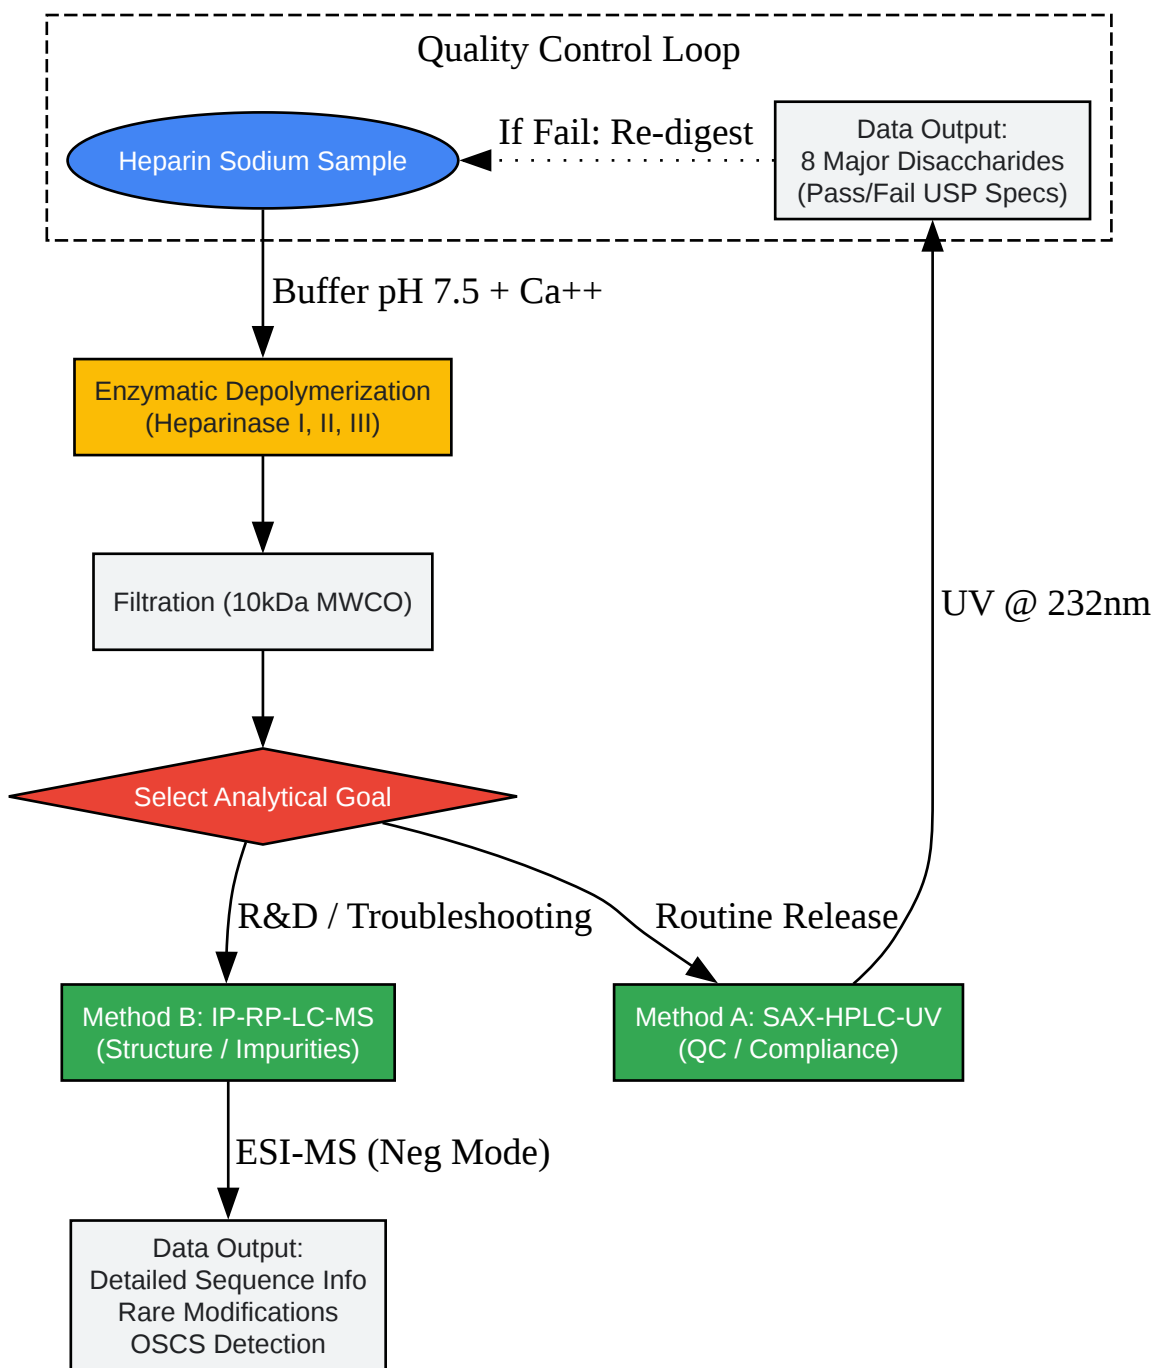 Quality Control Loop
Heparin Sodium Sample
If Fail: Re-digest
Data Output:
8 Major Disaccharides
(Pass/Fail USP Specs)
Buffer pH 7.5 + Ca++
Enzymatic Depolymerization
(Heparinase I, II, III)
Filtration (10kDa MWCO)
UV @ 232nm
Select Analytical Goal
R&D / Troubleshooting
Routine Release
Method B: IP-RP-LC-MS
(Structure / Impurities)
Method A: SAX-HPLC-UV
(QC / Compliance)
ESI-MS (Neg Mode)
Data Output:
Detailed Sequence Info
Rare Modifications
OSCS Detection